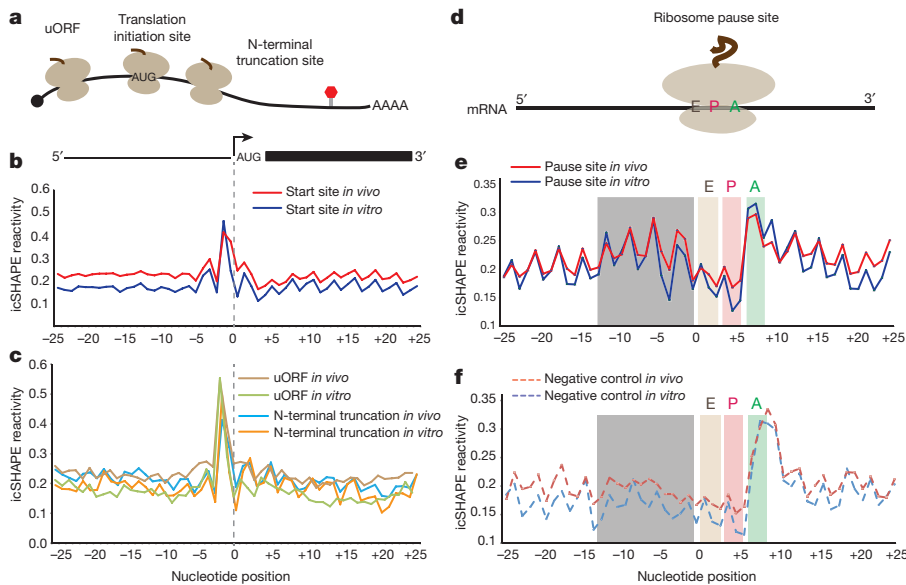 a
uORF
Translation
initiation site
N-terminal
truncation site
AUG
AAAA
b
5′
AUG
3′
Start site in vivo
Start site in vitro
icSHAPE reactivity
0.6
0.5
0.4
0.3
0.2
0.1
−25 −20 −15 −10 −5 0 +5 +10 +15 +20 +25
c
uORF in vivo
uORF in vitro
N-terminal truncation in vivo
N-terminal truncation in vitro
icSHAPE reactivity
0.6
0.5
0.4
0.3
0.2
0.1
0.0
−25 −20 −15 −10 −5 0 +5 +10 +15 +20 +25
Nucleotide position
d
Ribosome pause site
mRNA
5′
E P A
3′
e
Pause site in vivo
Pause site in vitro
E P A
icSHAPE reactivity
0.35
0.3
0.25
0.2
0.15
0.1
−25 −20 −15 −10 −5 0 +5 +10 +15 +20 +25
f
Negative control in vivo
Negative control in vitro
E P A
icSHAPE reactivity
0.35
0.3
0.25
0.2
0.15
0.1
−25 −20 −15 −10 −5 0 +5 +10 +15 +20 +25
Nucleotide position